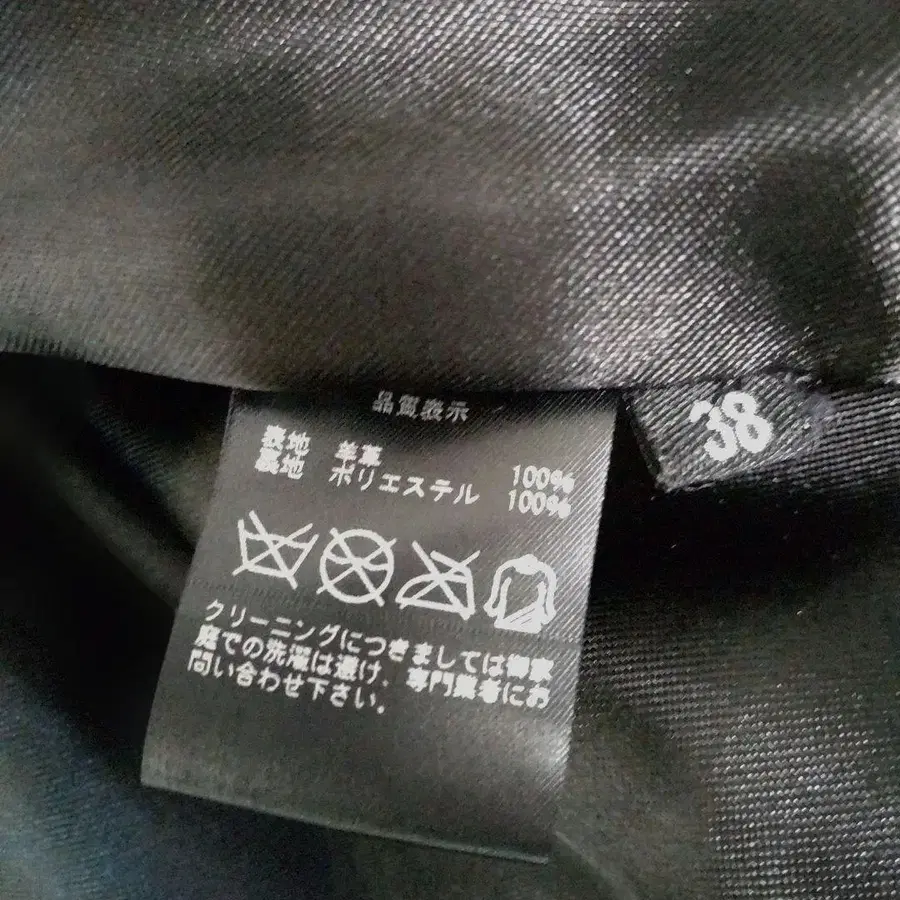 品質表示
表地 羊革 100%
裏地 ポリエステル 100%
クリーニングにつきましては御家
庭での洗濯は避け、専門業者にお
問い合わせ下さい。
38